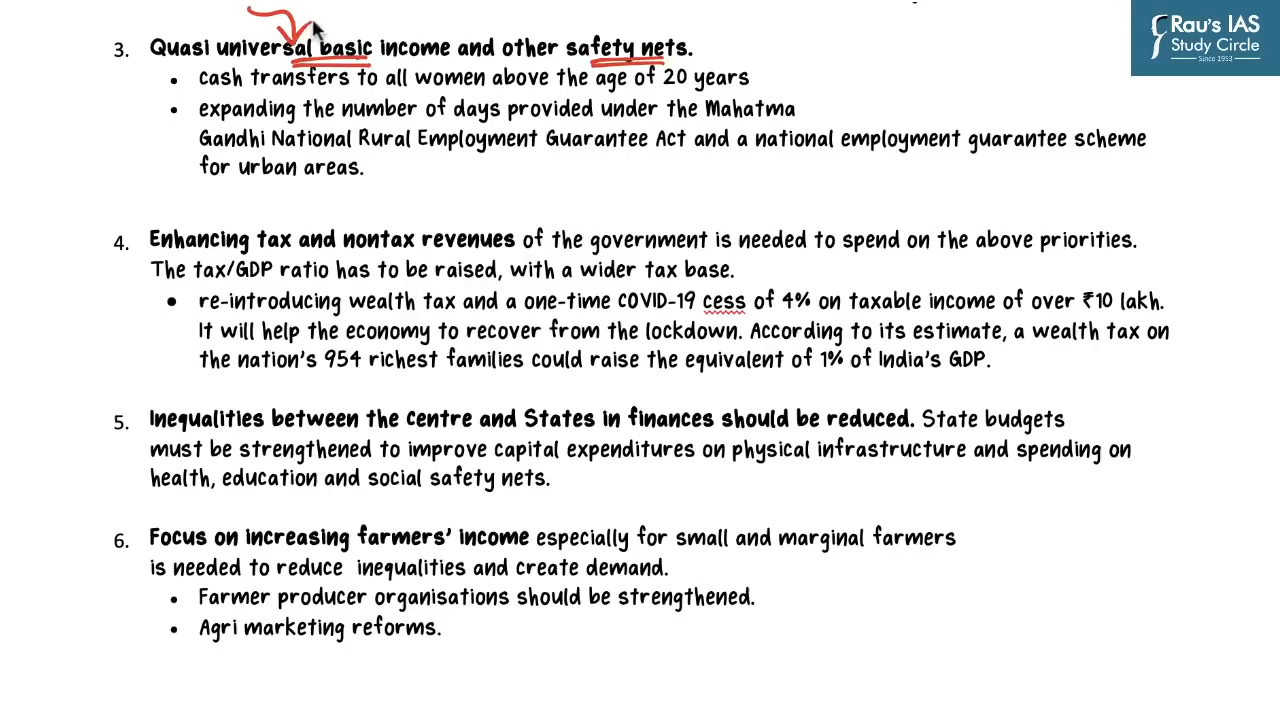 Rau's IAS
Study Circle
Since 1953
3. Quasi universal basic income and other safety nets.
• cash transfers to all women above the age of 20 years
• expanding the number of days provided under the Mahatma
Gandhi National Rural Employment Guarantee Act and a national employment guarantee scheme
for urban areas.
4. Enhancing tax and nontax revenues of the government is needed to spend on the above priorities.
The tax/GDP ratio has to be raised, with a wider tax base.
• re-introducing wealth tax and a one-time COVID-19 cess of 4% on taxable income of over ₹10 lakh.
It will help the economy to recover from the lockdown. According to its estimate, a wealth tax on
the nation's 954 richest families could raise the equivalent of 1% of India's GDP.
5. Inequalities between the Centre and States in finances should be reduced. State budgets
must be strengthened to improve capital expenditures on physical infrastructure and spending on
health, education and social safety nets.
6. Focus on increasing farmers' income especially for small and marginal farmers
is needed to reduce inequalities and create demand.
• Farmer producer organisations should be strengthened.
• Agri marketing reforms.